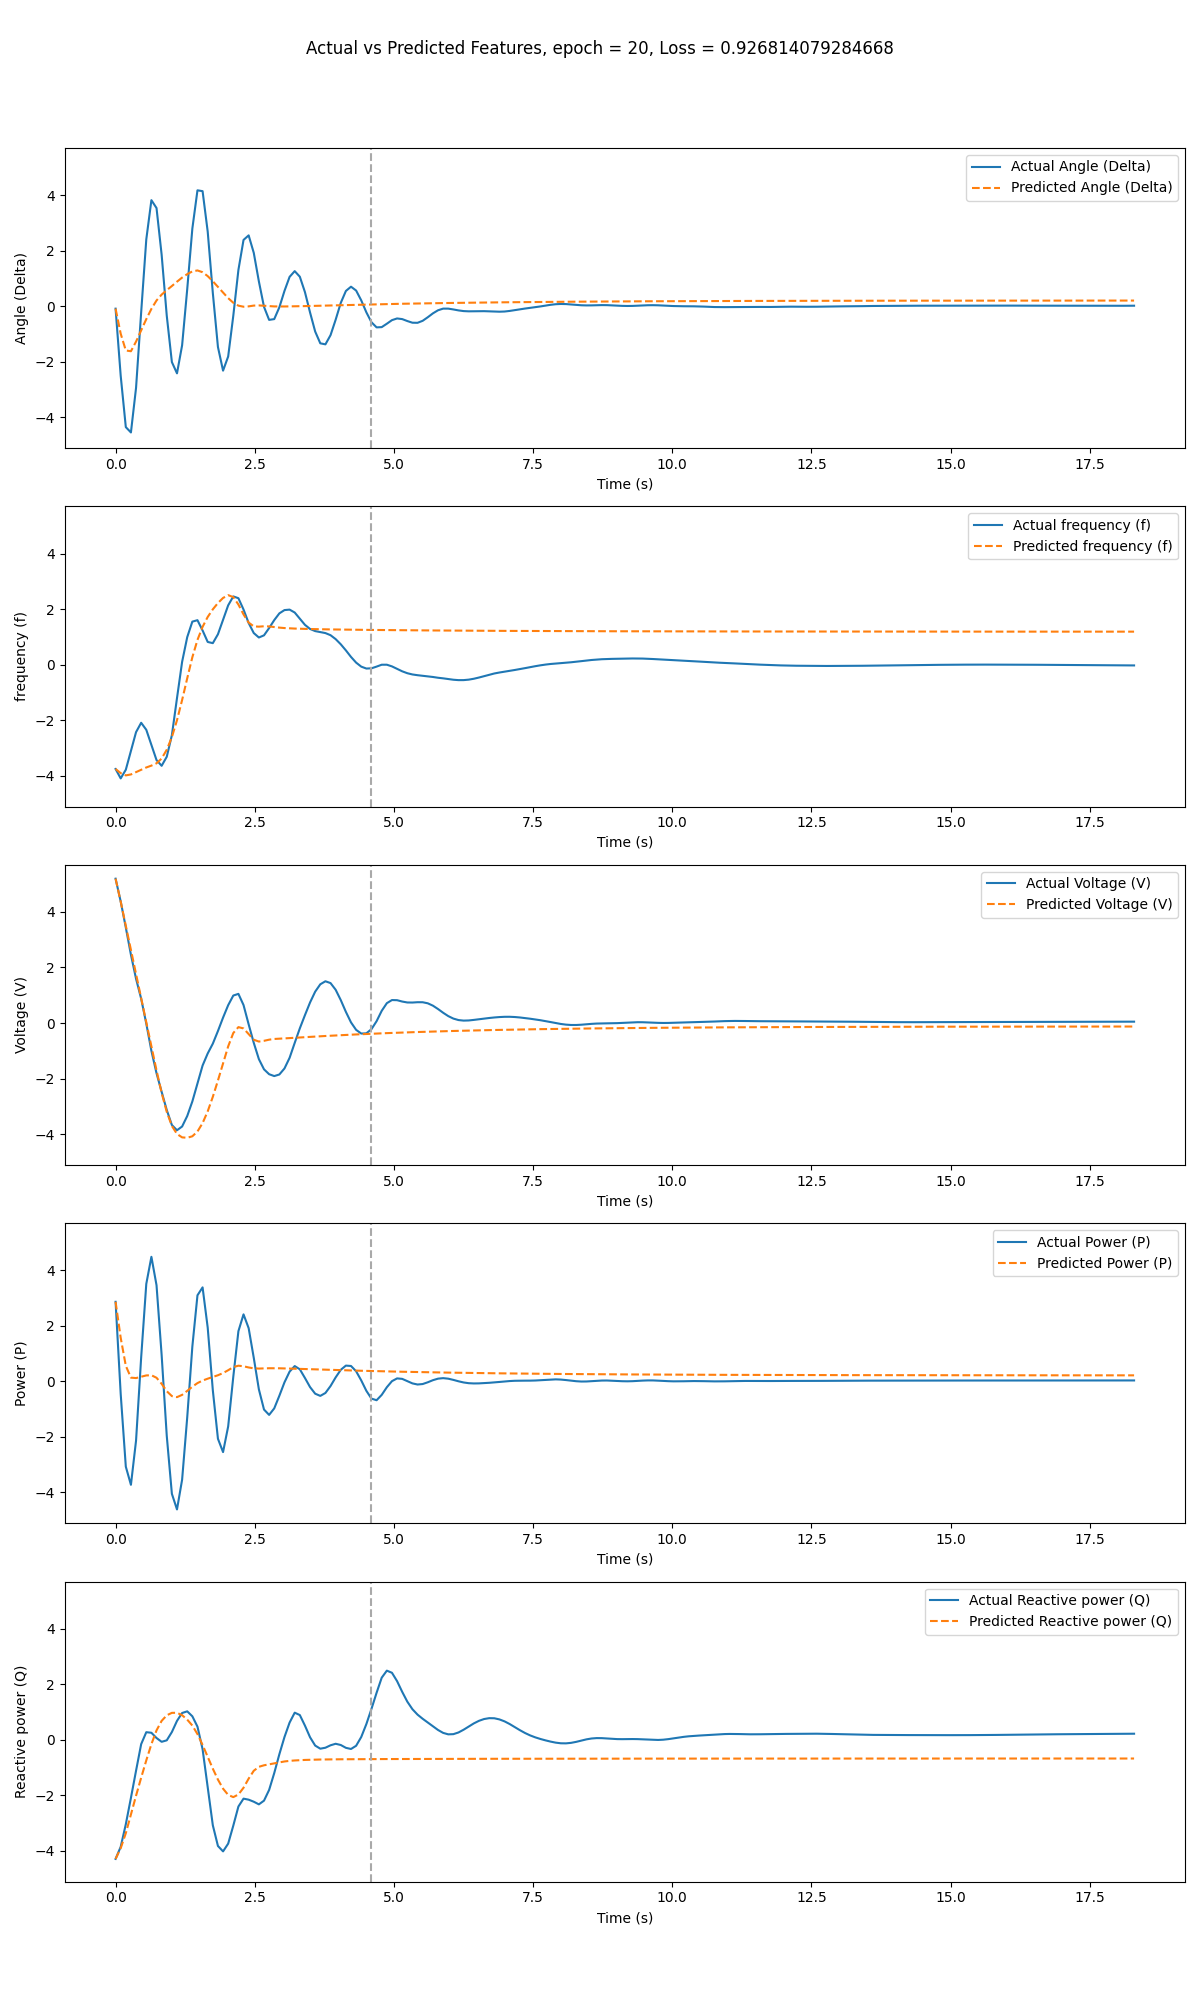 Actual vs Predicted Features, epoch = 20, Loss = 0.926814079284668
Actual Angle (Delta)
Predicted Angle (Delta)
Angle (Delta)
4
2
0
−2
−4
0.0 2.5 5.0 7.5 10.0 12.5 15.0 17.5
Time (s)
Actual frequency (f)
Predicted frequency (f)
frequency (f)
4
2
0
−2
−4
0.0 2.5 5.0 7.5 10.0 12.5 15.0 17.5
Time (s)
Actual Voltage (V)
Predicted Voltage (V)
Voltage (V)
4
2
0
−2
−4
0.0 2.5 5.0 7.5 10.0 12.5 15.0 17.5
Time (s)
Actual Power (P)
Predicted Power (P)
Power (P)
4
2
0
−2
−4
0.0 2.5 5.0 7.5 10.0 12.5 15.0 17.5
Time (s)
Actual Reactive power (Q)
Predicted Reactive power (Q)
Reactive power (Q)
4
2
0
−2
−4
0.0 2.5 5.0 7.5 10.0 12.5 15.0 17.5
Time (s)